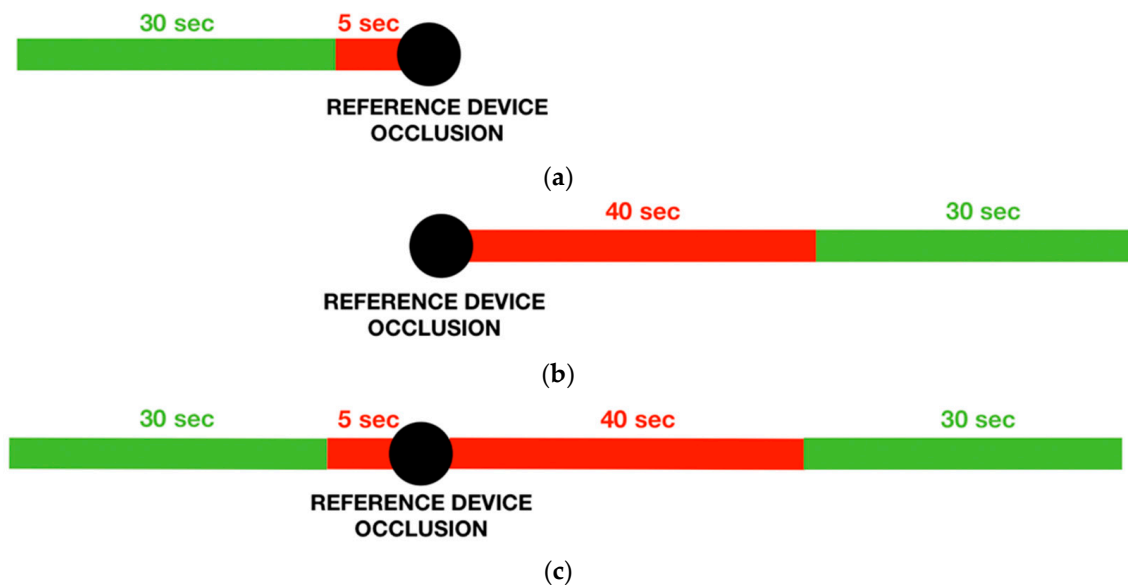 30 sec 5 sec
REFERENCE DEVICE
OCCLUSION
(a)
40 sec 30 sec
REFERENCE DEVICE
OCCLUSION
(b)
30 sec 5 sec 40 sec 30 sec
REFERENCE DEVICE
OCCLUSION
(c)